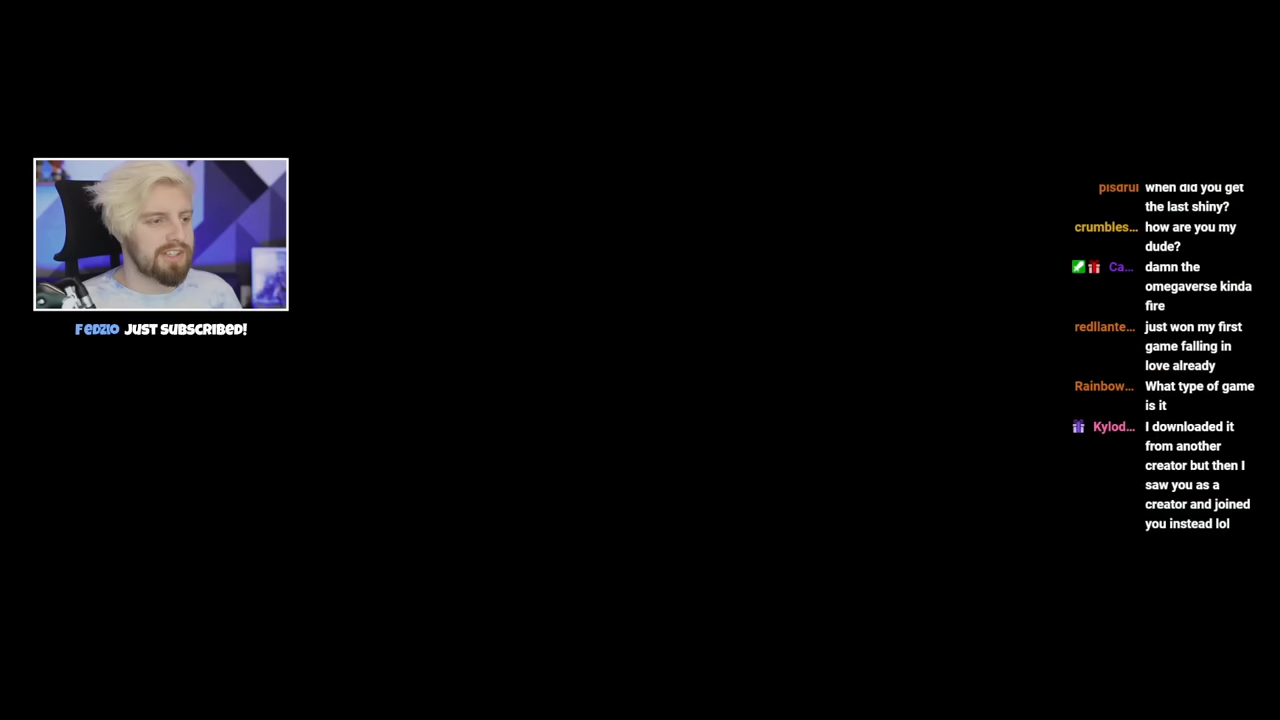 pisarul when did you get
the last shiny?
crumbles… how are you my
dude?
Ca… damn the
omegaverse kinda
fire
redllante… just won my first
game falling in
love already
Rainbow… What type of game
is it
Kylod… I downloaded it
from another
creator but then I
saw you as a
creator and joined
you instead lol
Fedzio JUST SUBSCRIBED!